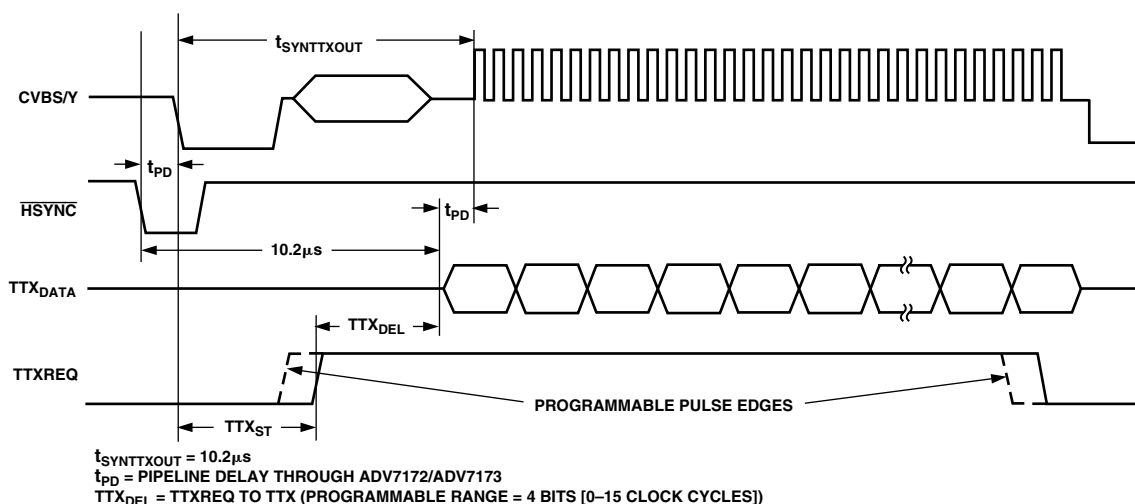 tSYNTTXOUT
CVBS/Y
tPD
HSYNC
tPD
10.2μs
TTXDATA
TTXDEL
TTXREQ
PROGRAMMABLE PULSE EDGES
TTXST
tSYNTTXOUT = 10.2μs
tPD = PIPELINE DELAY THROUGH ADV7172/ADV7173
TTXDEL = TTXREQ TO TTX (PROGRAMMABLE RANGE = 4 BITS [0–15 CLOCK CYCLES])